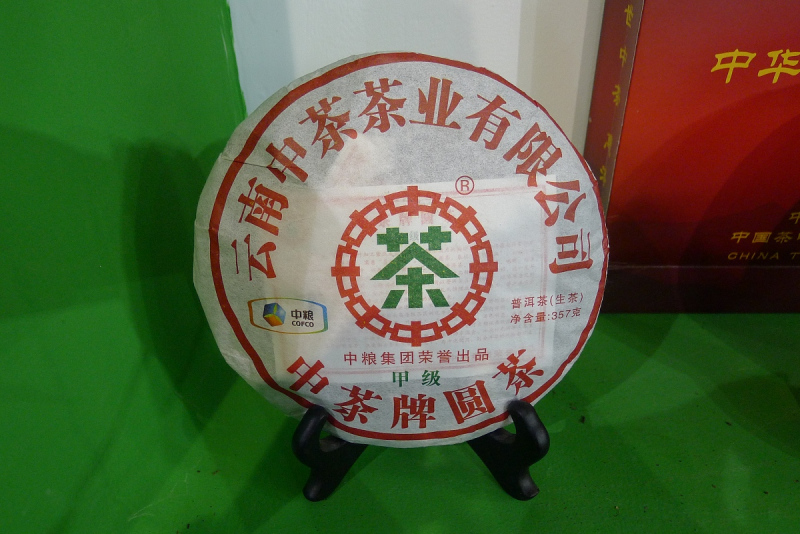 云南中茶茶业有限公司
®
茶
中粮
COFCO
普洱茶(生茶)
净含量:357克
中粮集团荣誉出品
甲级
中茶牌圆茶
中华
中
中国茶
CHINA T